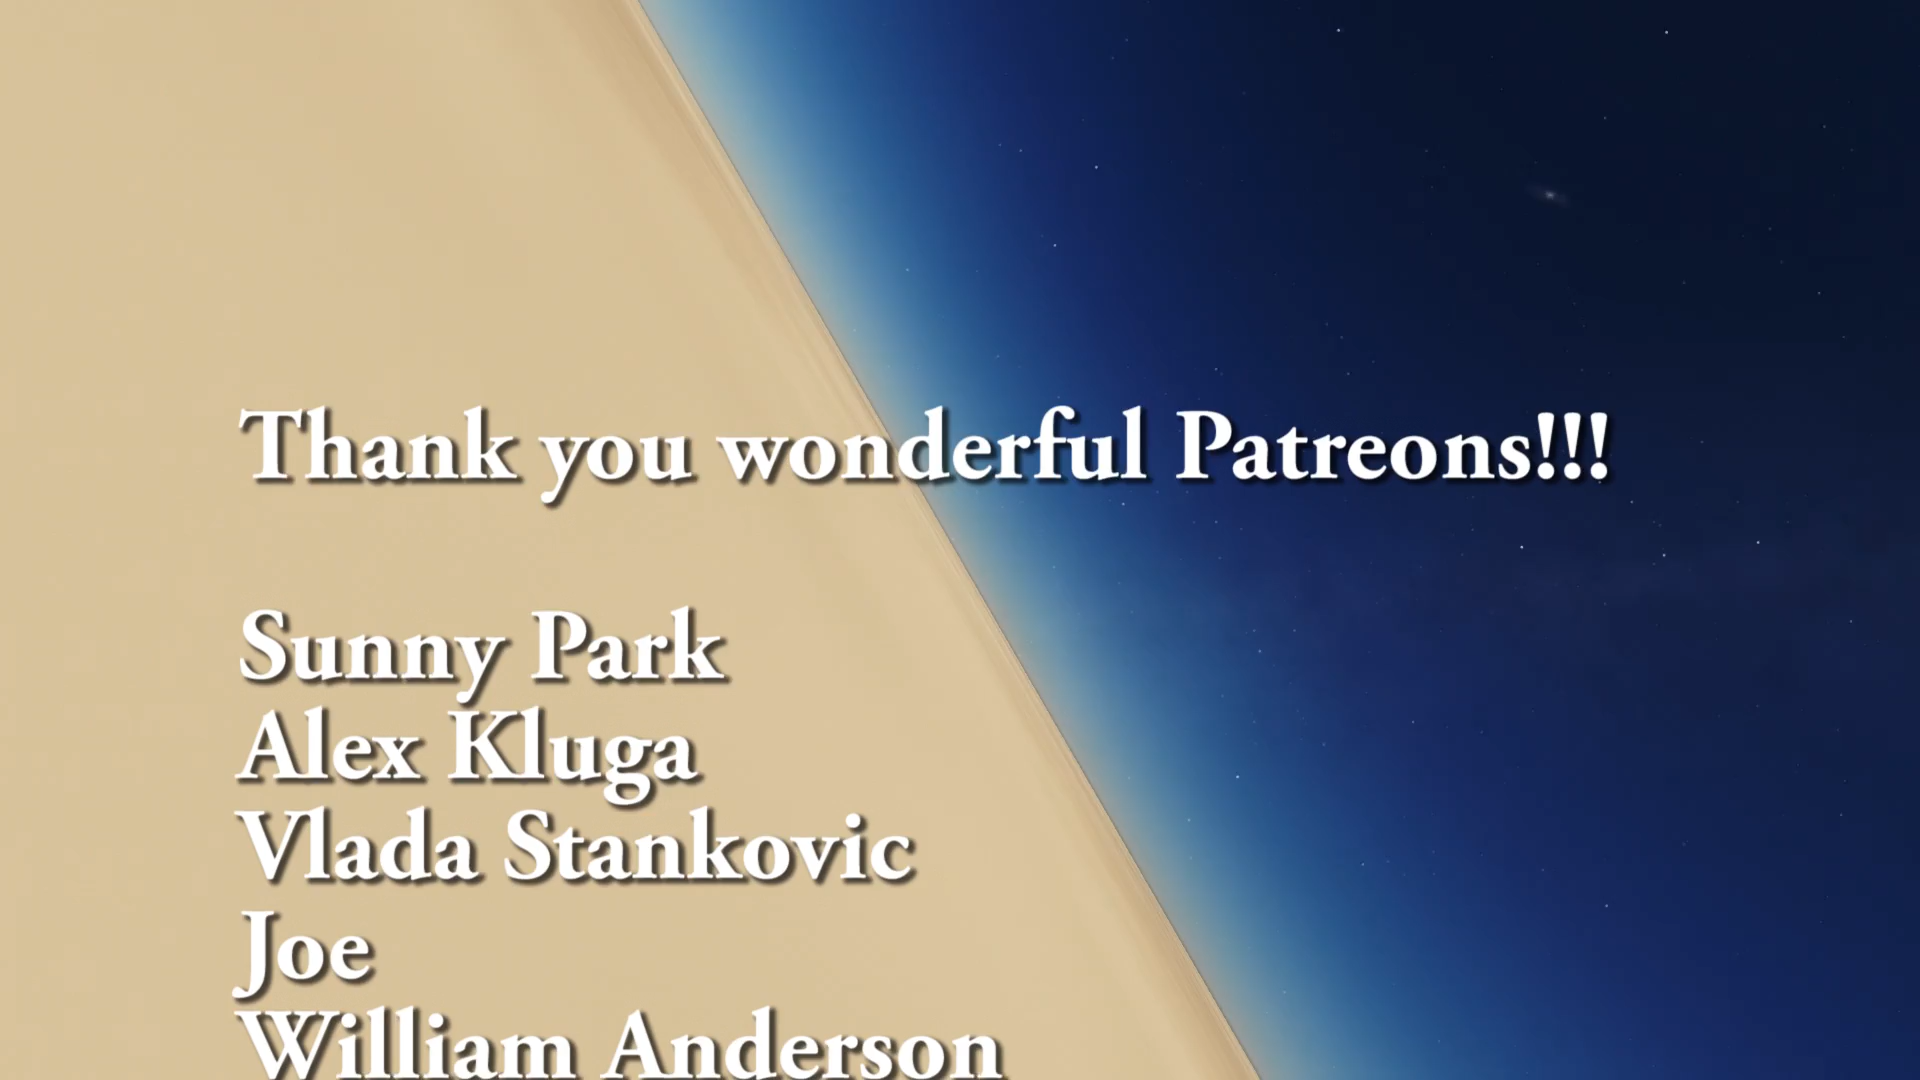 Thank you wonderful Patreons!!!
Sunny Park
Alex Kluga
Vlada Stankovic
Joe
William Anderson